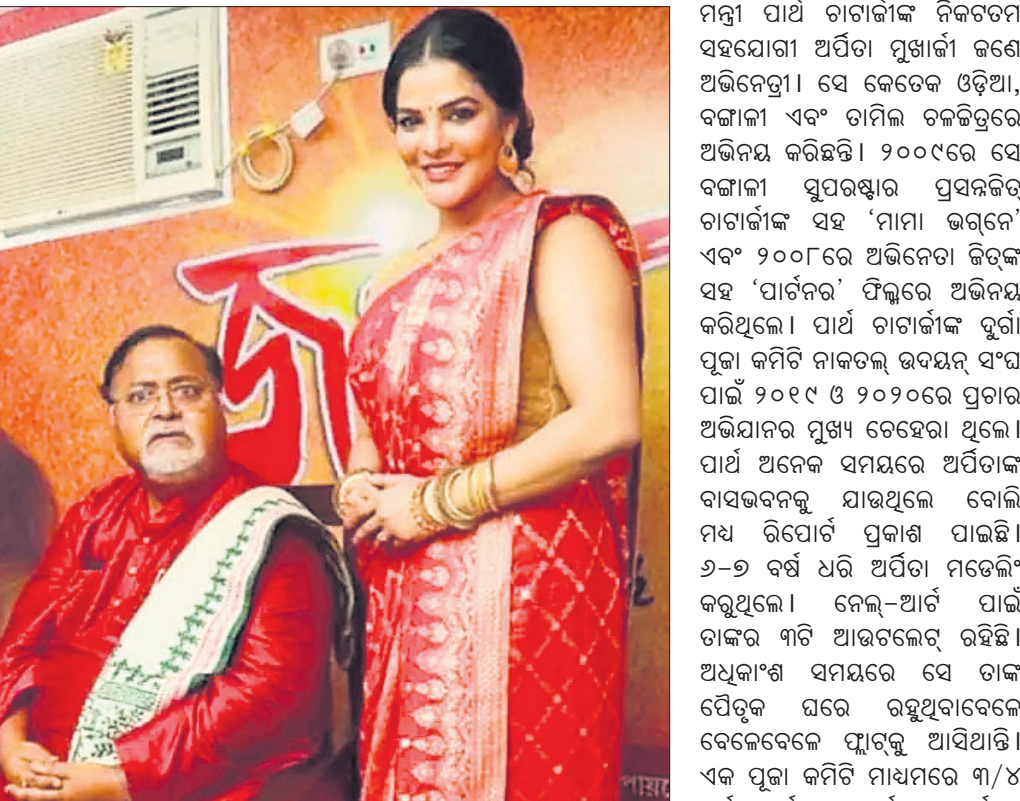 ମନ୍ତ୍ରୀ ପାର୍ଥ ଚାଟାର୍ଜୀଙ୍କ ନିକଟତମ
ସହଯୋଗୀ ଅର୍ପିତା ମୁଖାର୍ଜୀ ଜଣେ
ଅଭିନେତ୍ରୀ। ସେ କେତେକ ଓଡ଼ିଆ,
ବଙ୍ଗାଳୀ ଏବଂ ତାମିଲ ଚଳଚ୍ଚିତ୍ରରେ
ଅଭିନୟ କରିଛନ୍ତି। ୨୦୦୯ରେ ସେ
ବଙ୍ଗାଳୀ ସୁପରଷ୍ଟାର ପ୍ରସନ୍ନଜିତ୍
ଚାଟାର୍ଜୀଙ୍କ ସହ ‘ମାମା ଭଗ୍‌ନେ’
ଏବଂ ୨୦୦୮ରେ ଅଭିନେତା ଜିତ୍‌ଙ୍କ
ସହ ‘ପାର୍ଟନର’ ଫିଲ୍ମରେ ଅଭିନୟ
କରିଥିଲେ। ପାର୍ଥ ଚାଟାର୍ଜୀଙ୍କ ଦୁର୍ଗା
ପୂଜା କମିଟି ନାକତଲ୍ ଉଦୟନ୍ ସଂଘ
ପାଇଁ ୨୦୧୯ ଓ ୨୦୨୦ରେ ପ୍ରଚାର
ଅଭିଯାନର ମୁଖ୍ୟ ଚେହେରା ଥିଲେ।
ପାର୍ଥ ଅନେକ ସମୟରେ ଅର୍ପିତାଙ୍କ
ବାସଭବନକୁ ଯାଉଥିଲେ ବୋଲି
ମଧ୍ୟ ରିପୋର୍ଟ ପ୍ରକାଶ ପାଇଛି।
୬-୭ ବର୍ଷ ଧରି ଅର୍ପିତା ମଡେଲିଂ
କରୁଥିଲେ। ନେଲ୍-ଆର୍ଟ ପାଇଁ
ତାଙ୍କର ୩ଟି ଆଉଟଲେଟ୍ ରହିଛି।
ଅଧିକାଂଶ ସମୟରେ ସେ ତାଙ୍କ
ପୈତୃକ ଘରେ ରହୁଥିବାବେଳେ
ବେଳେବେଳେ ଫ୍ଲାଟ୍‌କୁ ଆସିଥାନ୍ତି।
ଏକ ପୂଜା କମିଟି ମାଧ୍ୟମରେ ୩/୪